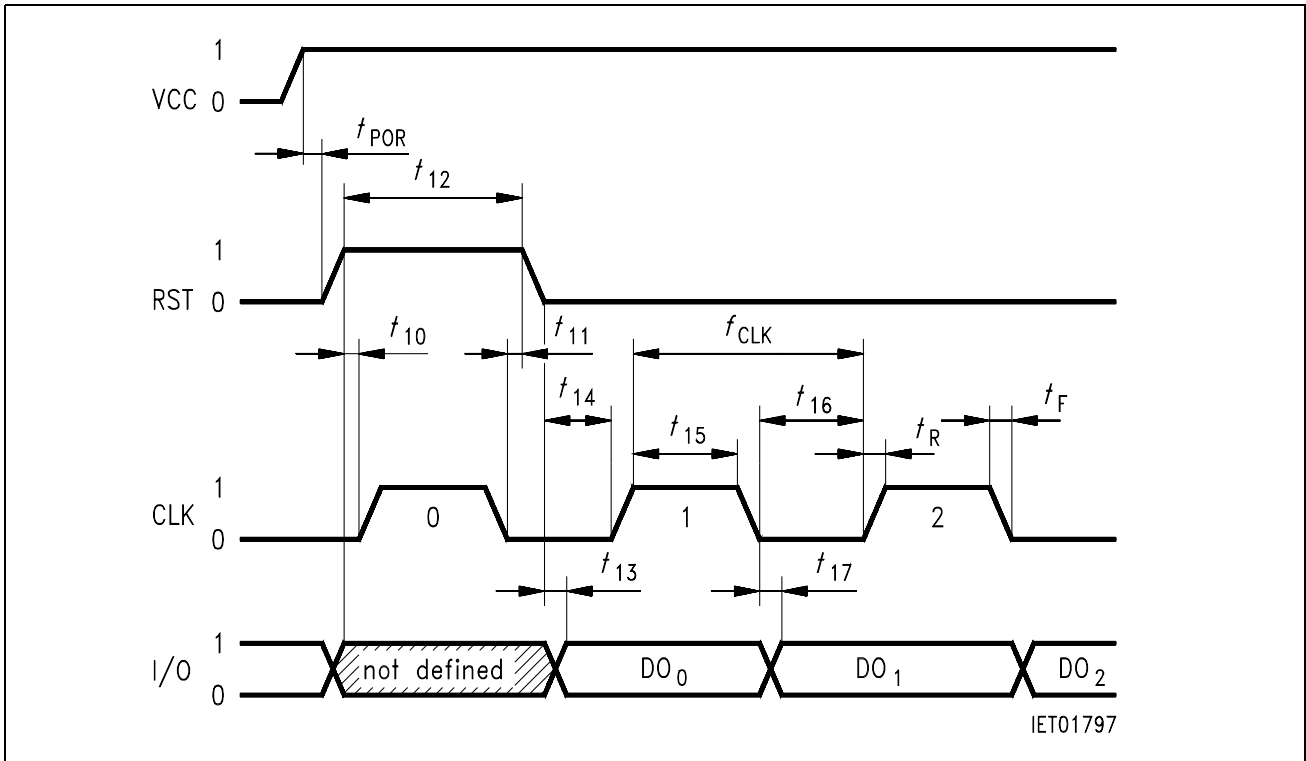 1
VCC 0
t POR
t 12
1
RST 0
t 10 t 11 f CLK
t 14 t 16 t F
t 15 t R
1
CLK 0 1 2
0
t 13 t 17
1
I/O not defined DO 0 DO 1 DO 2
0
IET01797